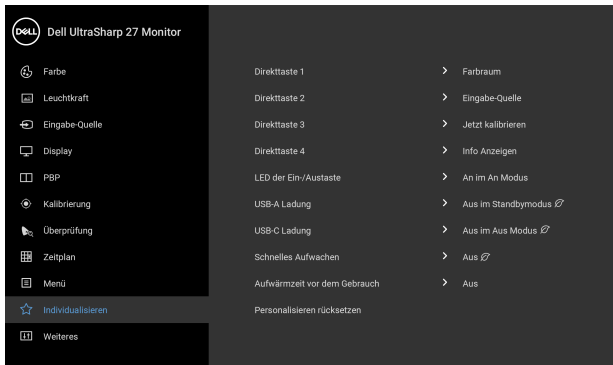 DELL Dell UltraSharp 27 Monitor
Farbe
Leuchtkraft
Eingabe-Quelle
Display
PBP
Kalibrierung
Überprüfung
Zeitplan
Menü
Individualisieren
Weiteres
Direkttaste 1 > Farbraum
Direkttaste 2 > Eingabe-Quelle
Direkttaste 3 > Jetzt kalibrieren
Direkttaste 4 > Info Anzeigen
LED der Ein-/Austaste > An im An Modus
USB-A Ladung > Aus im Standbymodus
USB-C Ladung > Aus im Aus Modus
Schnelles Aufwachen > Aus
Aufwärmzeit vor dem Gebrauch > Aus
Personalisieren rücksetzen